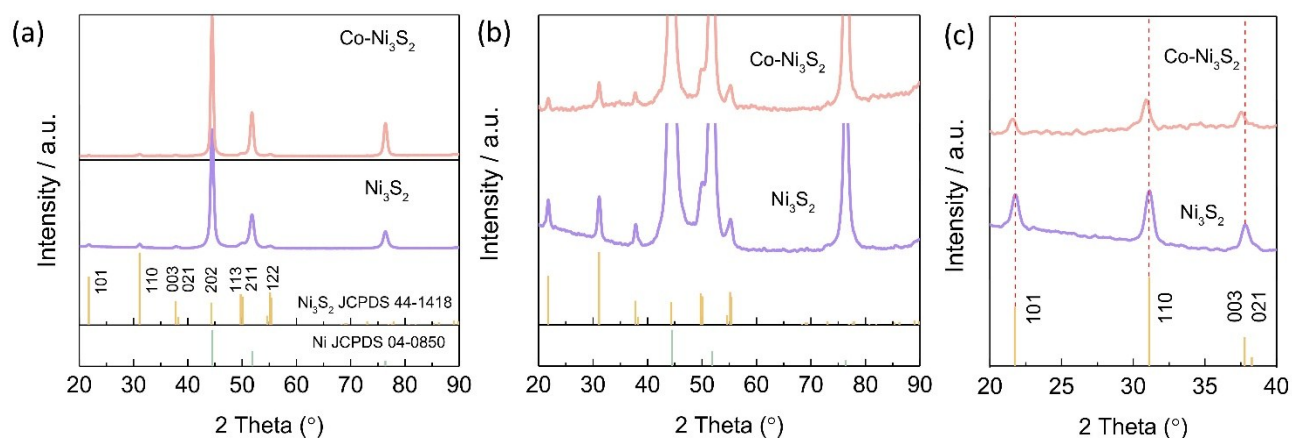 (a)
Co-Ni₃S₂
Ni₃S₂
101
110
003
021
202
113
211
122
Ni₃S₂ JCPDS 44-1418
Ni JCPDS 04-0850
20 30 40 50 60 70 80 90
2 Theta (°)
Intensity / a.u.
(b)
Co-Ni₃S₂
Ni₃S₂
20 30 40 50 60 70 80 90
2 Theta (°)
Intensity / a.u.
(c)
Co-Ni₃S₂
Ni₃S₂
101
110
003
021
20 25 30 35 40
2 Theta (°)
Intensity / a.u.